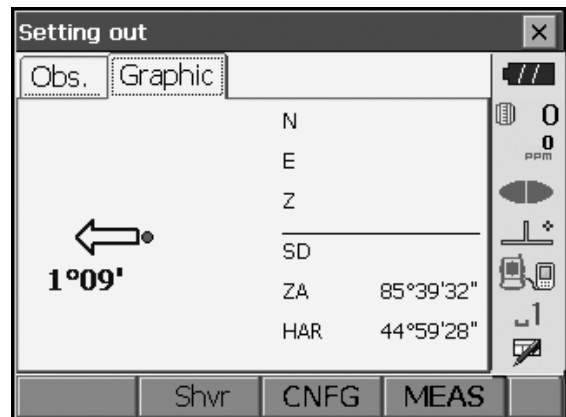 Setting out
Obs. Graphic
N
E
Z
SD
ZA 85°39'32"
HAR 44°59'28"
1°09'
0
0
PPM
1
Shvr CNFG MEAS